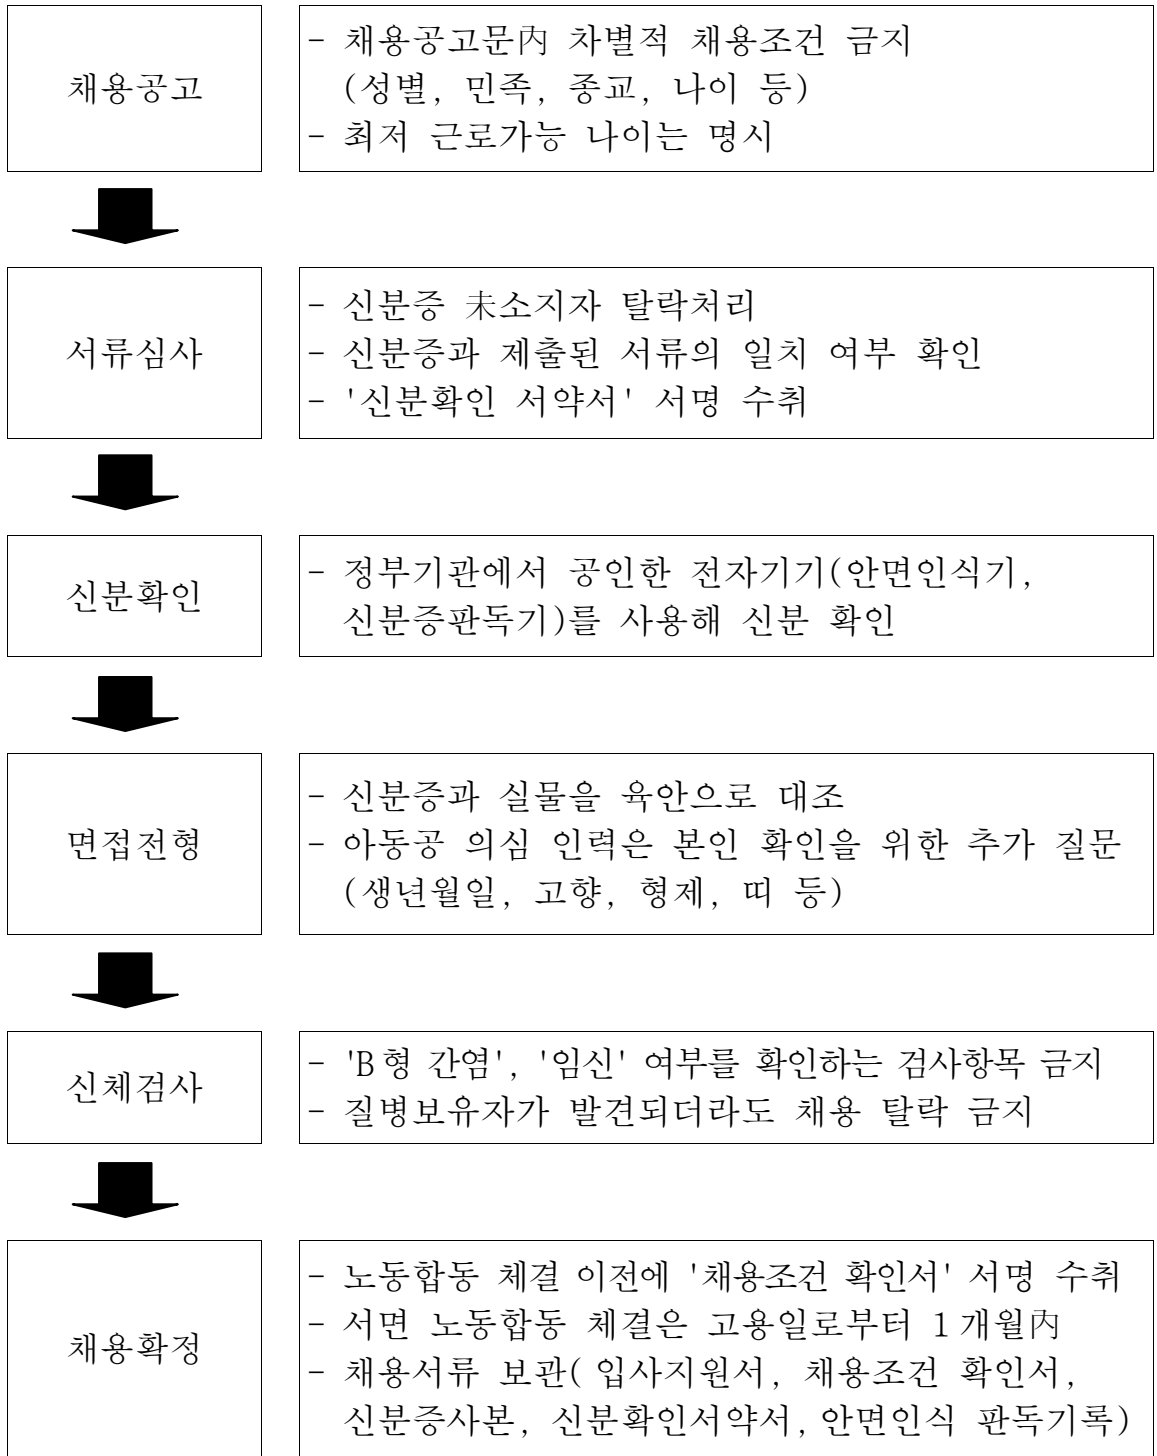 채용공고
- 채용공고문內 차별적 채용조건 금지
(성별, 민족, 종교, 나이 등)
- 최저 근로가능 나이는 명시
서류심사
- 신분증 未소지자 탈락처리
- 신분증과 제출된 서류의 일치 여부 확인
- '신분확인 서약서' 서명 수취
신분확인
- 정부기관에서 공인한 전자기기(안면인식기,
신분증판독기)를 사용해 신분 확인
면접전형
- 신분증과 실물을 육안으로 대조
- 아동공 의심 인력은 본인 확인을 위한 추가 질문
(생년월일, 고향, 형제, 띠 등)
신체검사
- 'B형 간염', '임신' 여부를 확인하는 검사항목 금지
- 질병보유자가 발견되더라도 채용 탈락 금지
채용확정
- 노동합동 체결 이전에 '채용조건 확인서' 서명 수취
- 서면 노동합동 체결은 고용일로부터 1개월內
- 채용서류 보관( 입사지원서, 채용조건 확인서,
신분증사본, 신분확인서약서, 안면인식 판독기록)